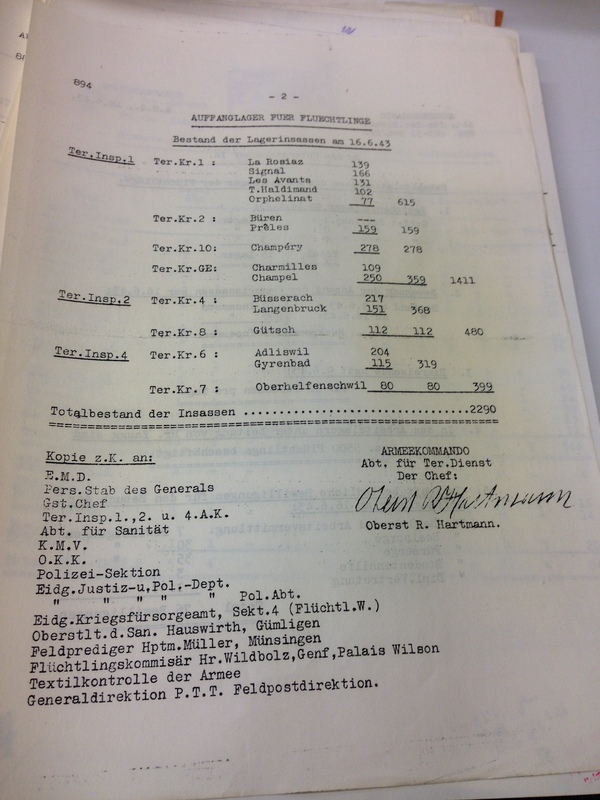 894
- 2 -
AUFFANGLAGER FUER FLUECHTLINGE
Bestand der Lagerinsassen am 16.6.43
Ter.Insp.1 Ter.Kr.1 : La Rosiaz 139
Signal 166
Les Avants 131
T.Haldimand 102
Orphelinat 77 615
Ter.Kr.2 : Büren ---
Prèles 159 159
Ter.Kr.10: Champéry 278 278
Ter.Kr.GE: Charmilles 109
Champel 250 359 1411
Ter.Insp.2 Ter.Kr.4 : Büsserach 217
Langenbruck 151 368
Ter.Kr.8 : Gütsch 112 112 480
Ter.Insp.4 Ter.Kr.6 : Adliswil 204
Gyrenbad 115 319
Ter.Kr.7 : Oberhelfenschwil 80 80 399
Totalbestand der Insassen ................................2290
Kopie z.K. an:
E.M.D.
Pers.Stab des Generals
Gst.Chef
Ter.Insp.1.,2. u. 4.A.K.
Abt. für Sanität
K.M.V.
O.K.K.
Polizei-Sektion
Eidg.Justiz-u.Pol.-Dept.
" " " " Pol.Abt.
Eidg.Kriegsfürsorgeamt, Sekt.4 (Flüchtl.W.)
Oberstlt.d.San. Hauswirth, Gümligen
Feldprediger Hptm.Müller, Münsingen
Flüchtlingskommisär Hr.Wildbolz,Genf,Palais Wilson
Textilkontrolle der Armee
Generaldirektion P.T.T. Feldpostdirektion.
ARMEEKOMMANDO
Abt. für Ter.Dienst
Der Chef:
Oberst R Hartmann
Oberst R. Hartmann.